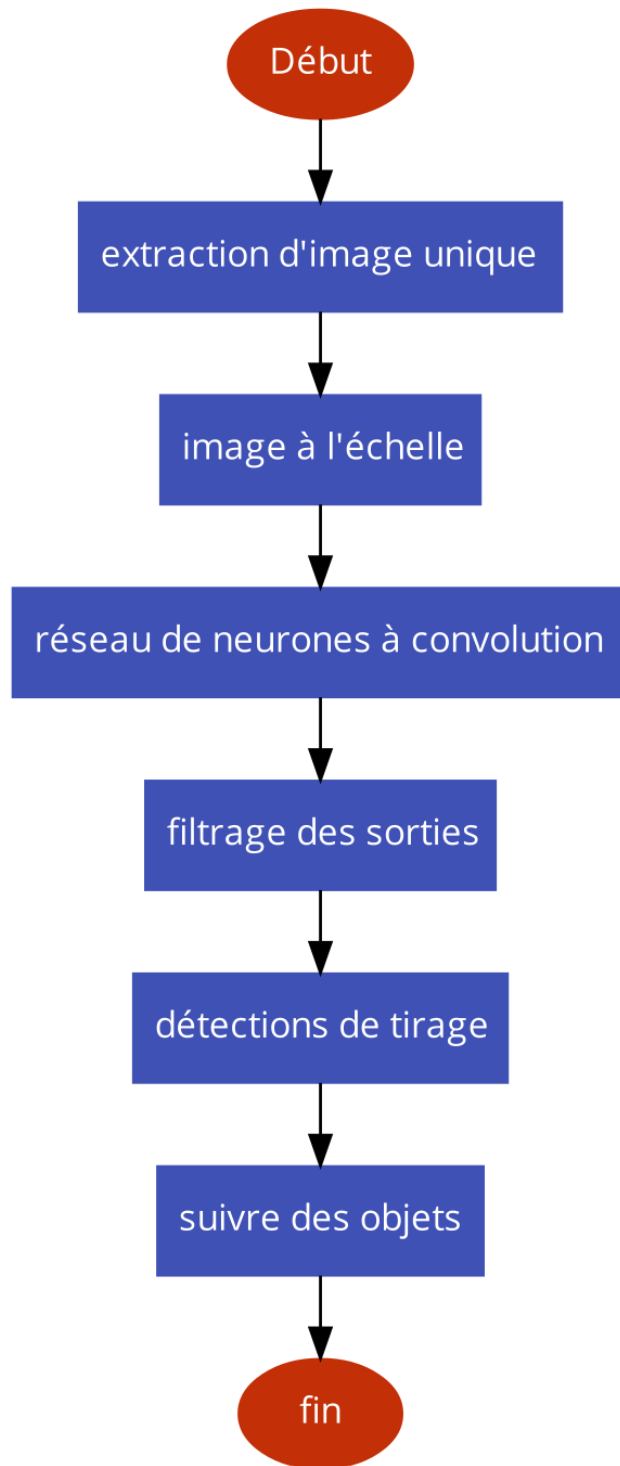 Début
extraction d'image unique
image à l'échelle
réseau de neurones à convolution
filtrage des sorties
détections de tirage
suivre des objets
fin